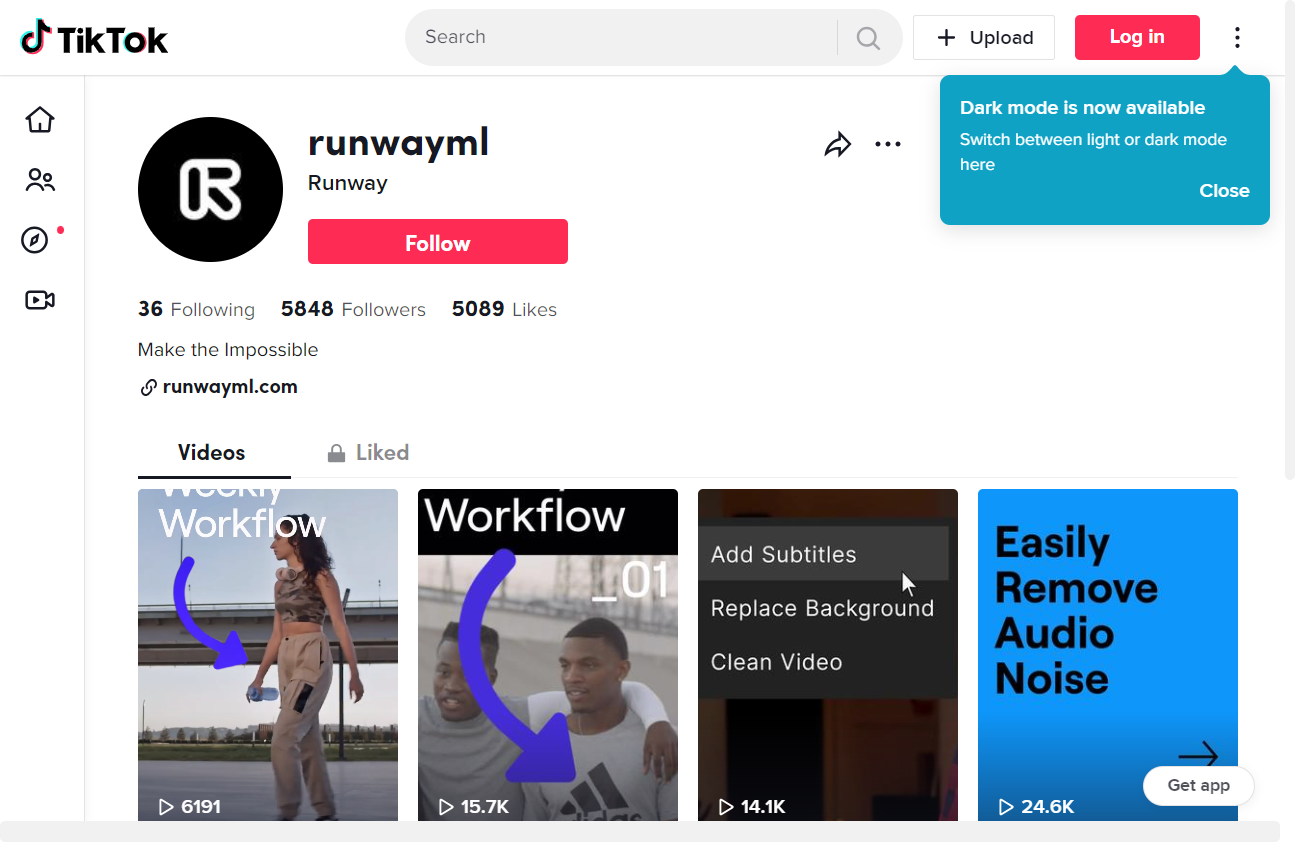 TikTok
Search
Upload
Log in
Dark mode is now available
Switch between light or dark mode
here
Close
runwayml
Runway
Follow
36 Following 5848 Followers 5089 Likes
Make the Impossible
runwayml.com
Videos
Liked
Weekly
Workflow
6191
Workflow
_01
adidas
15.7K
Add Subtitles
Replace Background
Clean Video
14.1K
Easily
Remove
Audio
Noise
24.6K
Get app